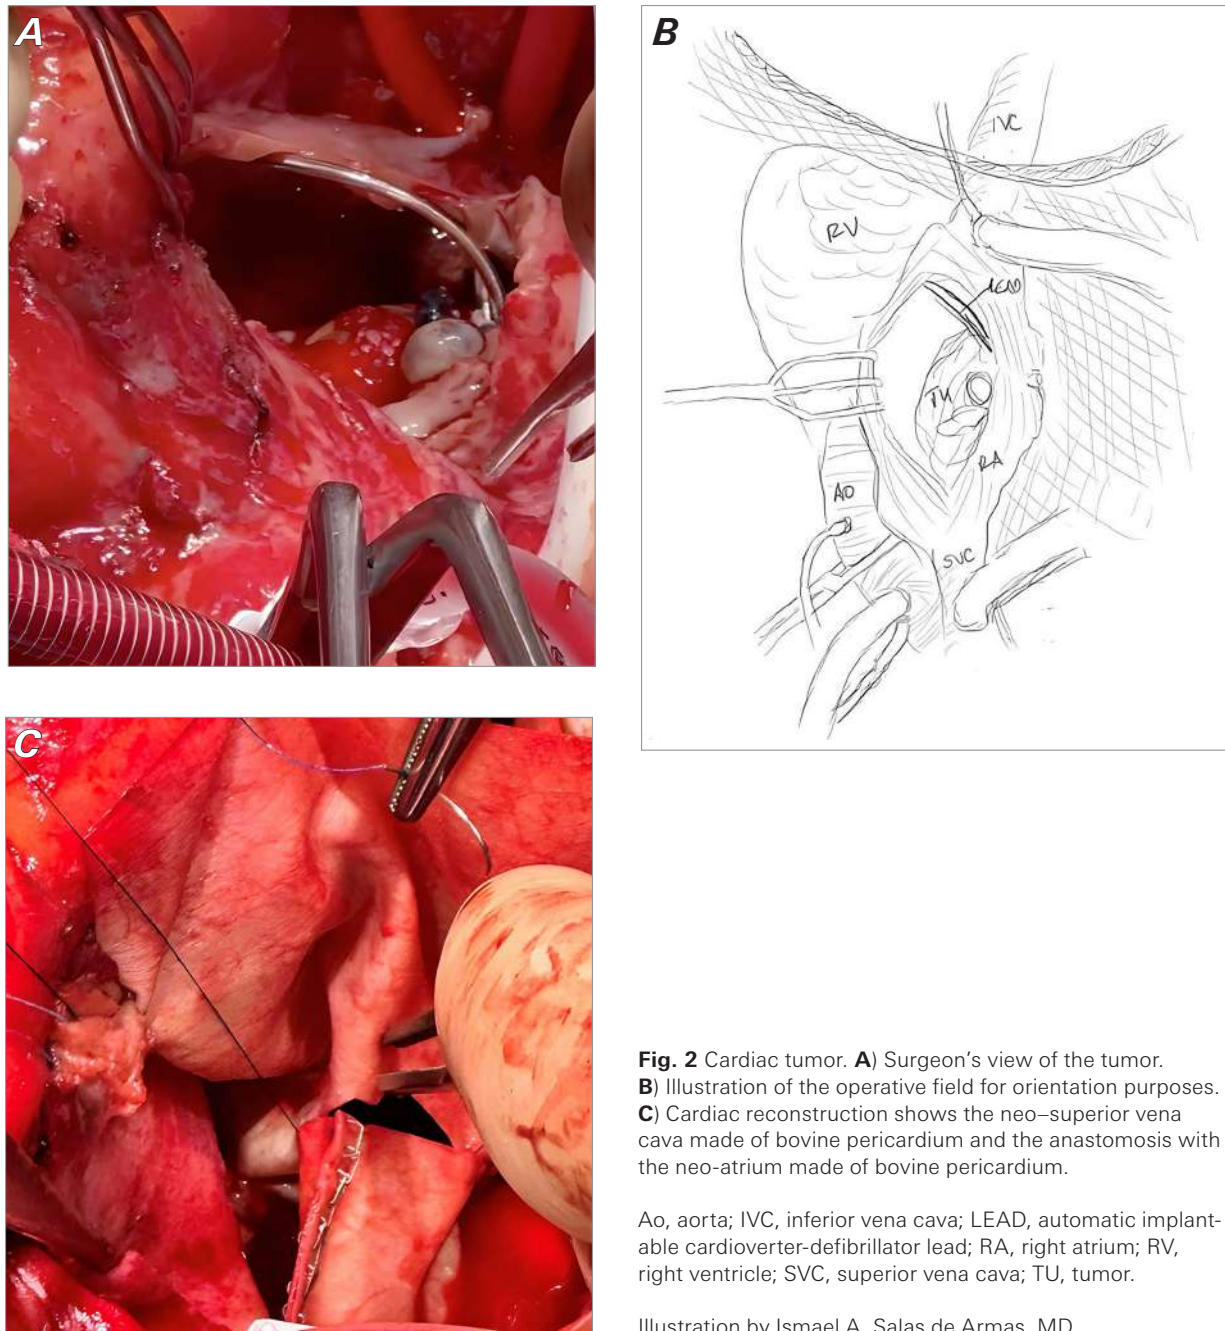 A
B
IVC
RV
LEAD
TU
RA
AO
SVC
C
Fig. 2 Cardiac tumor. A) Surgeon's view of the tumor.
B) Illustration of the operative field for orientation purposes.
C) Cardiac reconstruction shows the neo–superior vena
cava made of bovine pericardium and the anastomosis with
the neo-atrium made of bovine pericardium.
Ao, aorta; IVC, inferior vena cava; LEAD, automatic implant-
able cardioverter-defibrillator lead; RA, right atrium; RV,
right ventricle; SVC, superior vena cava; TU, tumor.
Illustration by Ismael A. Salas de Armas, MD